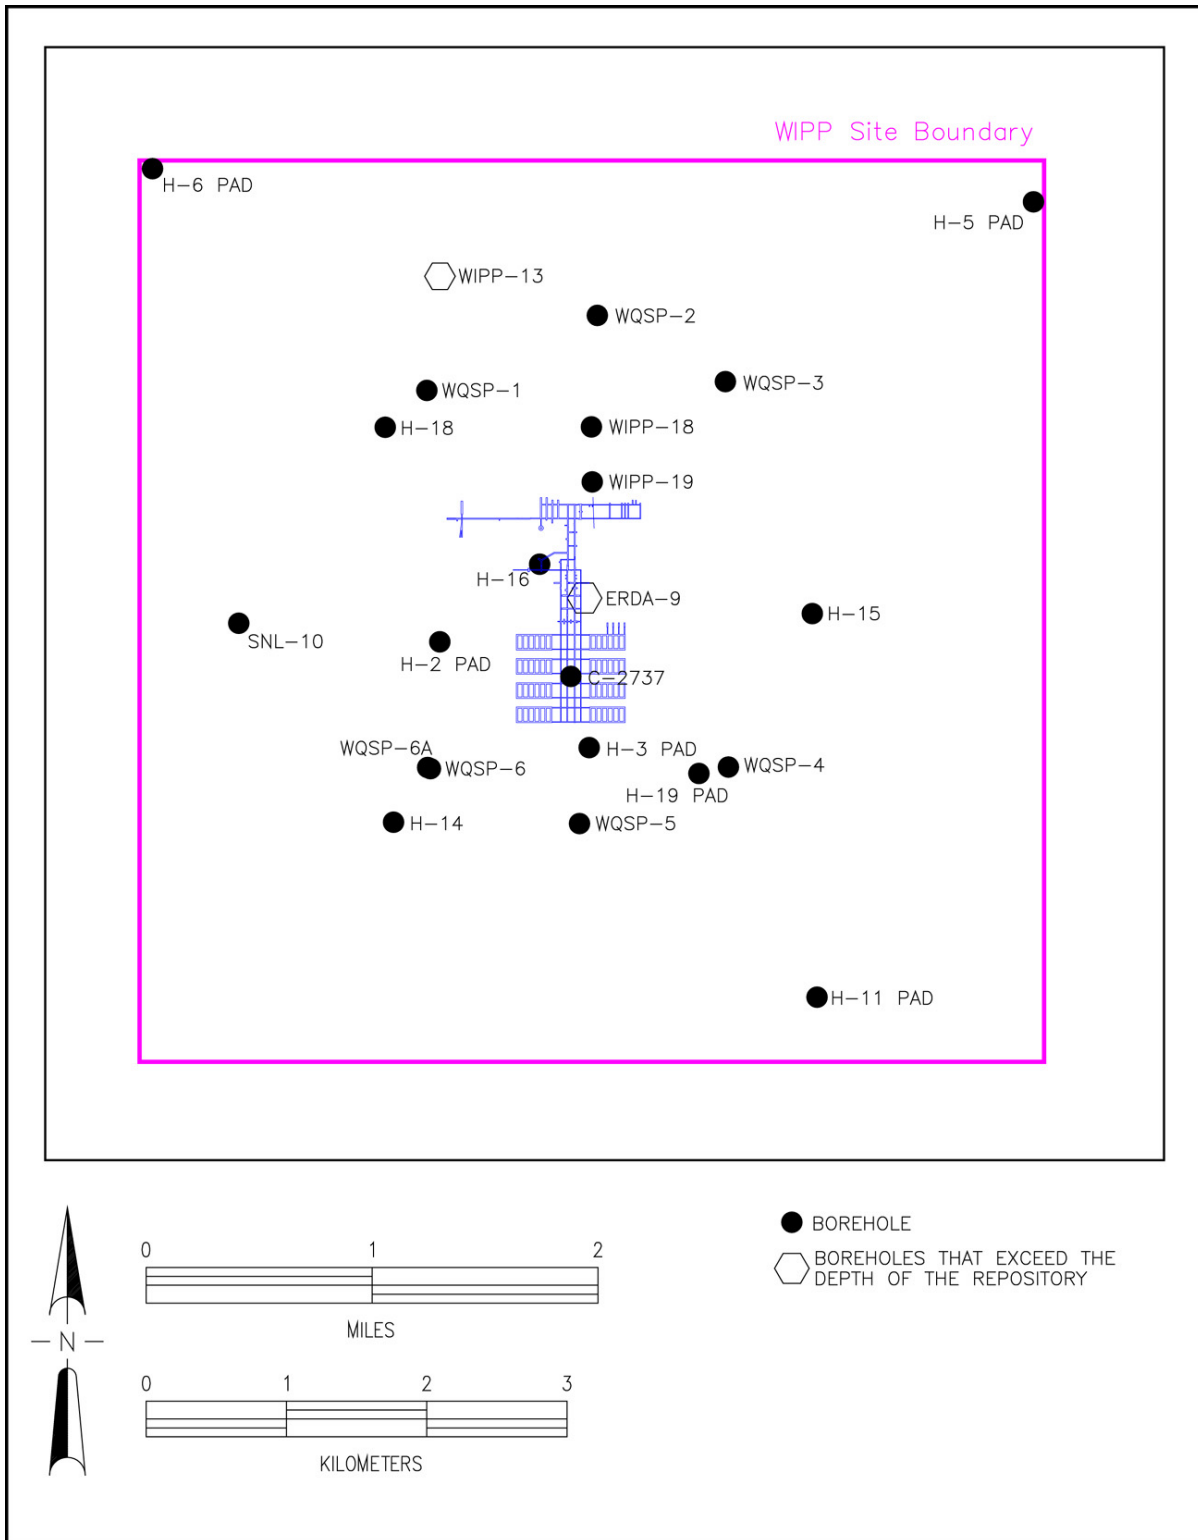 WIPP Site Boundary
H-6 PAD
H-5 PAD
WIPP-13
WQSP-2
WQSP-3
WQSP-1
H-18
WIPP-18
WIPP-19
H-16
ERDA-9
H-15
SNL-10
H-2 PAD
C-2737
WQSP-6A
H-3 PAD
WQSP-6
WQSP-4
H-19 PAD
H-14
WQSP-5
H-11 PAD
BOREHOLE
BOREHOLES THAT EXCEED THE
DEPTH OF THE REPOSITORY
0 1 2
MILES
N
0 1 2 3
KILOMETERS